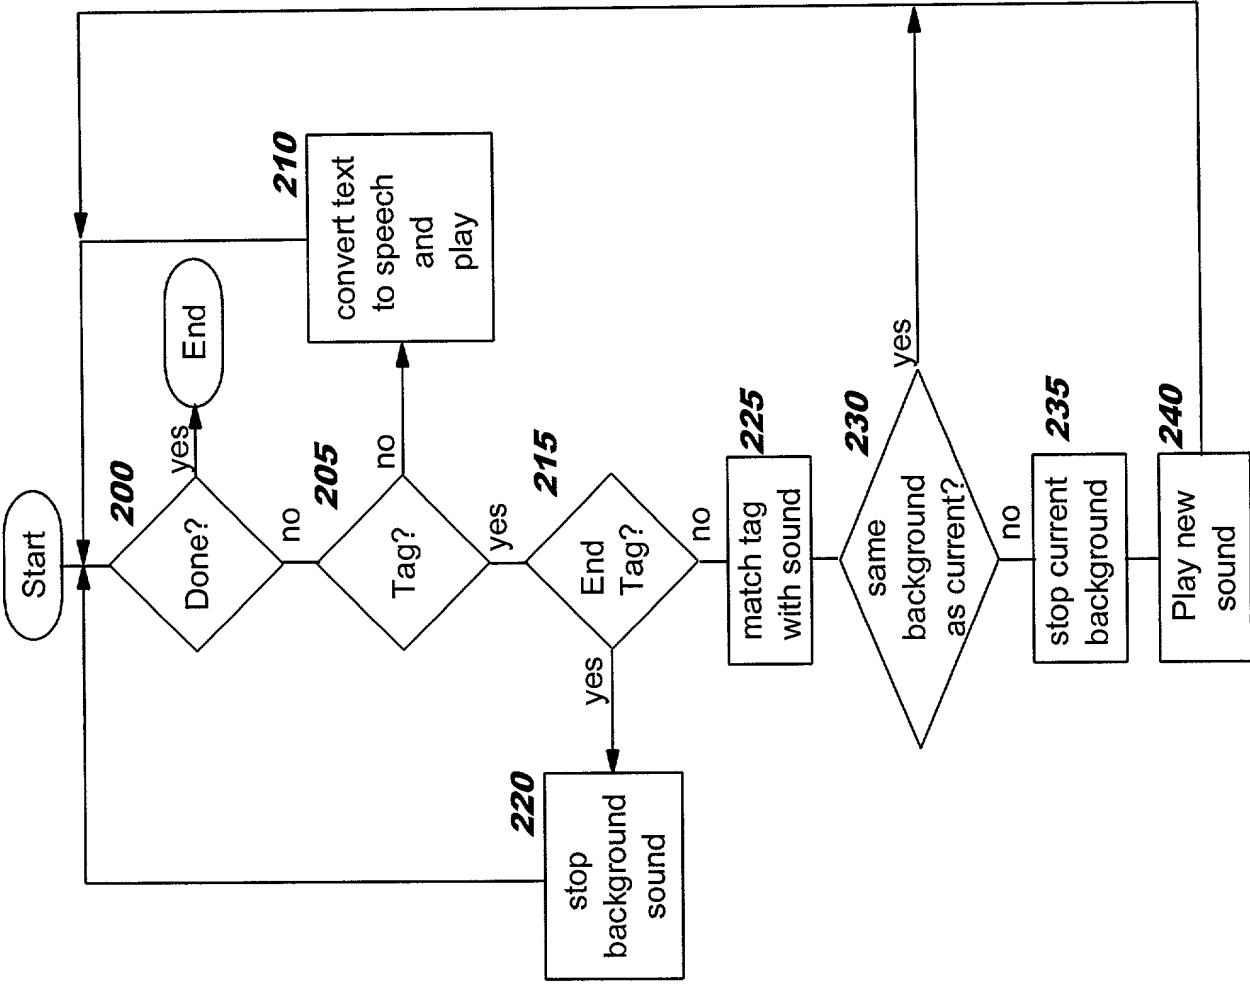 Start
200
Done?
yes
End
no
205
Tag?
no
210
convert text
to speech
and
play
yes
215
End
Tag?
yes
220
stop
background
sound
no
225
match tag
with sound
230
same
background
as current?
yes
no
235
stop current
background
240
Play new
sound